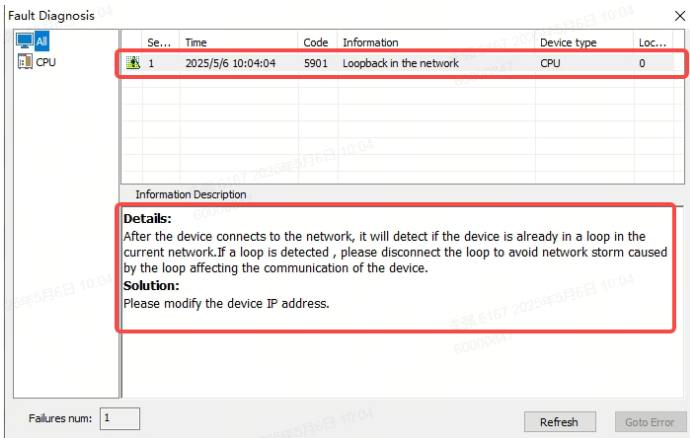 Fault Diagnosis
All
CPU
Se... Time Code Information Device type Loc...
1 2025/5/6 10:04:04 5901 Loopback in the network CPU 0
Information Description
Details:
After the device connects to the network, it will detect if the device is already in a loop in the
current network.If a loop is detected , please disconnect the loop to avoid network storm caused
by the loop affecting the communication of the device.
Solution:
Please modify the device IP address.
Failures num: 1
Refresh Goto Error